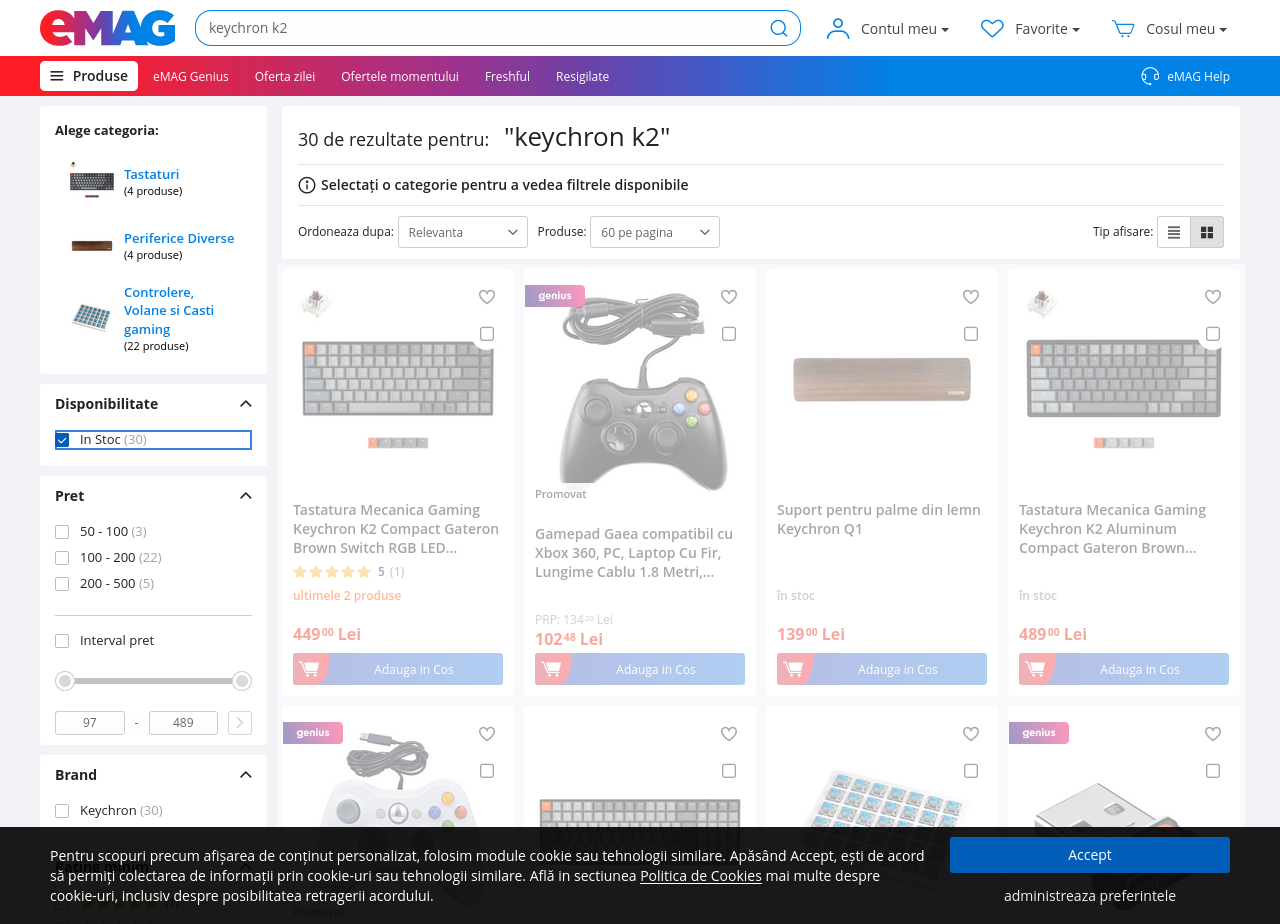 eMAG
keychron k2
Contul meu
Favorite
Cosul meu
Produse
eMAG Genius
Oferta zilei
Ofertele momentului
Freshful
Resigilate
eMAG Help
Alege categoria:
Tastaturi
(4 produse)
Periferice Diverse
(4 produse)
Controlere,
Volane si Casti
gaming
(22 produse)
Disponibilitate
In Stoc (30)
Pret
50 - 100 (3)
100 - 200 (22)
200 - 500 (5)
Interval pret
97 - 489
Brand
Keychron (30)
30 de rezultate pentru: "keychron k2"
Selectați o categorie pentru a vedea filtrele disponibile
Ordoneaza dupa: Relevanta
Produse: 60 pe pagina
Tip afisare:
Tastatura Mecanica Gaming
Keychron K2 Compact Gateron
Brown Switch RGB LED...
5 (1)
ultimele 2 produse
44900 Lei
Adauga in Cos
genius
Promovat
Gamepad Gaea compatibil cu
Xbox 360, PC, Laptop Cu Fir,
Lungime Cablu 1.8 Metri,...
PRP: 13420 Lei
10248 Lei
Adauga in Cos
Suport pentru palme din lemn
Keychron Q1
în stoc
13900 Lei
Adauga in Cos
Tastatura Mecanica Gaming
Keychron K2 Aluminum
Compact Gateron Brown...
în stoc
48900 Lei
Adauga in Cos
genius
genius
Pentru scopuri precum afișarea de conținut personalizat, folosim module cookie sau tehnologii similare. Apăsând Accept, ești de acord
să permiți colectarea de informații prin cookie-uri sau tehnologii similare. Află in sectiunea Politica de Cookies mai multe despre
cookie-uri, inclusiv despre posibilitatea retragerii acordului.
Accept
administreaza preferintele